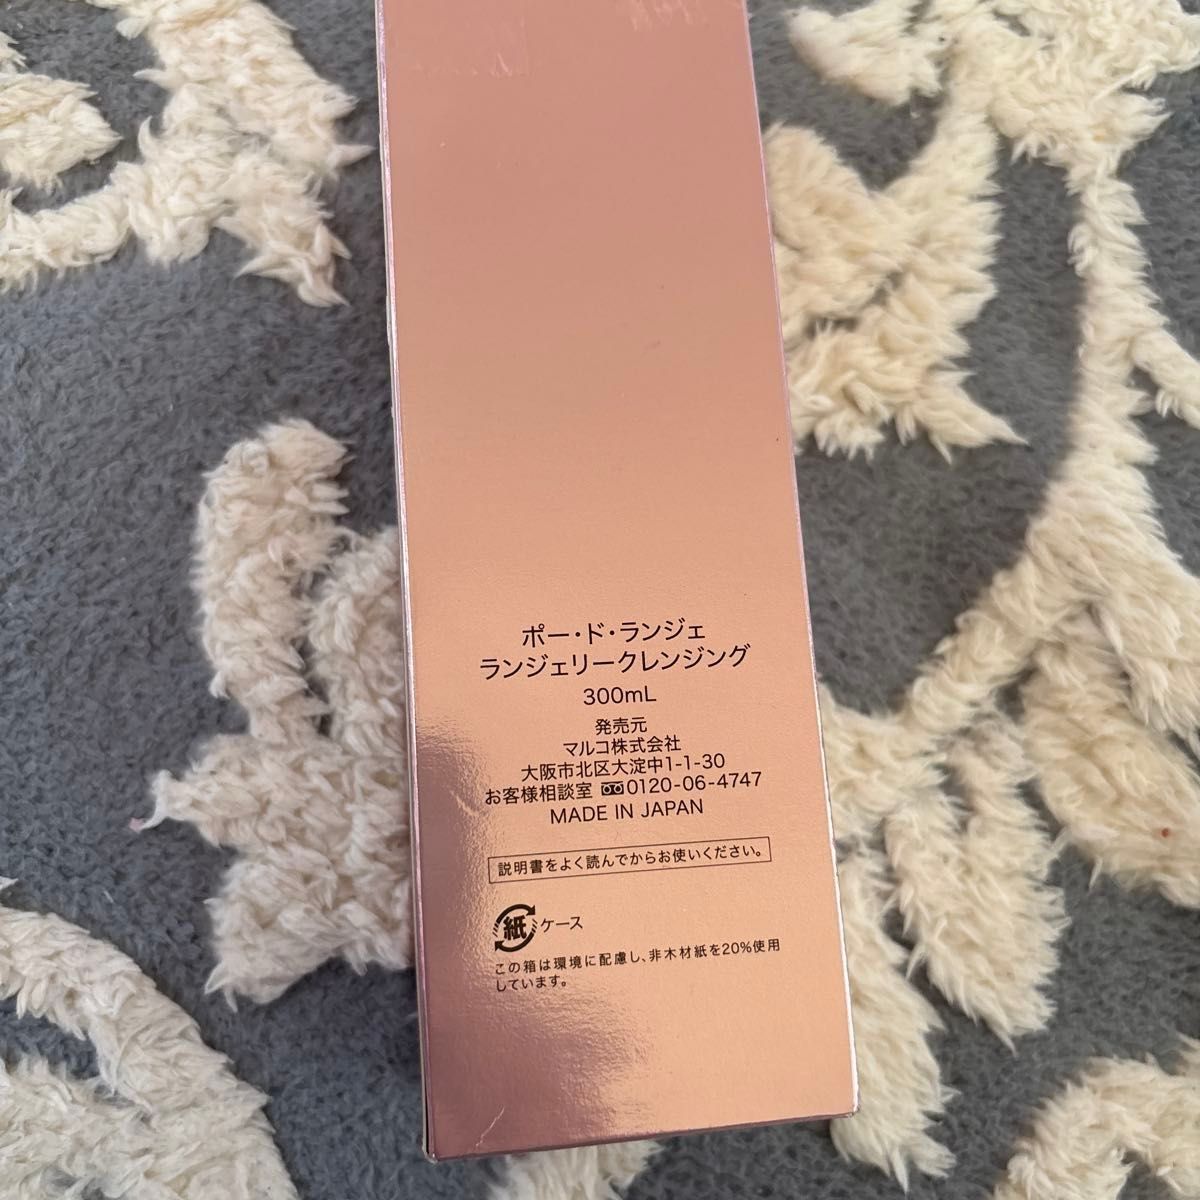 ポー・ド・ランジェ
ランジェリークレンジング
300mL
発売元
マルコ株式会社
大阪市北区大淀中1-1-30
お客様相談室 0120-06-4747
MADE IN JAPAN
説明書をよく読んでからお使いください。
紙 ケース
この箱は環境に配慮し、非木材紙を20%使用
しています。